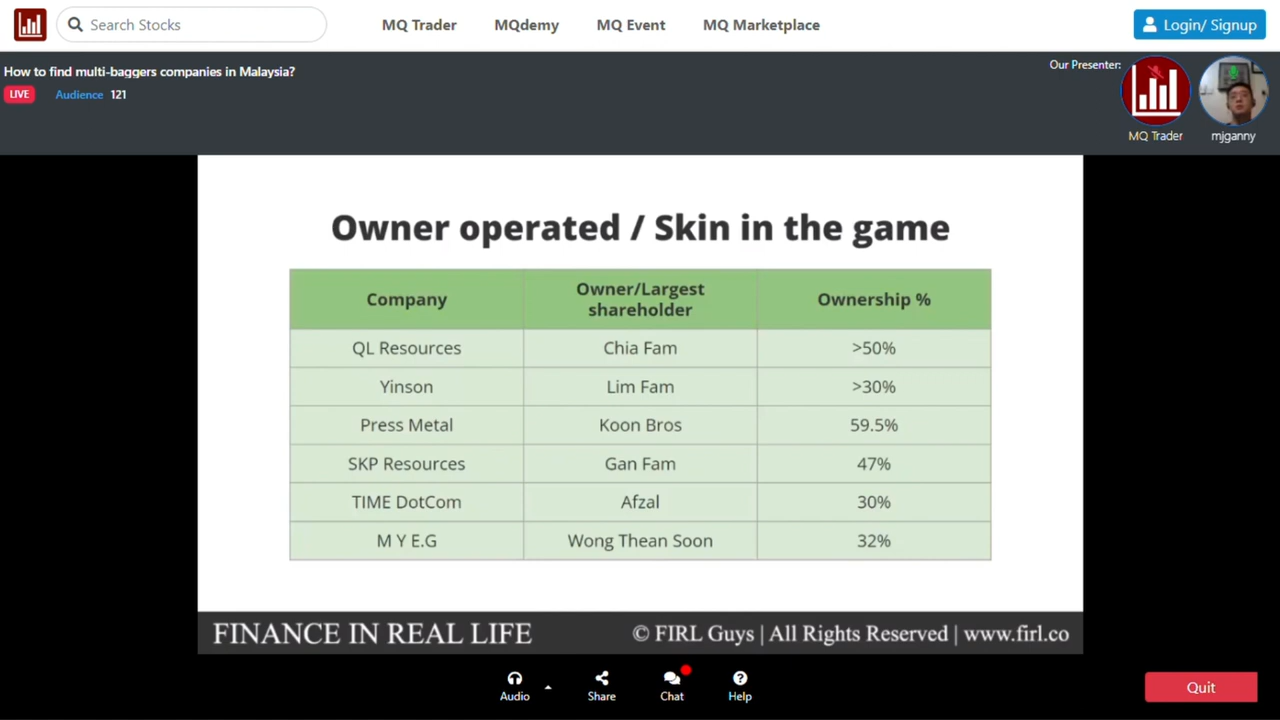 Search Stocks
MQ Trader
MQdemy
MQ Event
MQ Marketplace
Login/ Signup
How to find multi-baggers companies in Malaysia?
Our Presenter:
LIVE
Audience 121
MQ Trader
mjganny
Owner operated / Skin in the game
Company
Owner/Largest
shareholder
Ownership %
QL Resources
Chia Fam
>50%
Yinson
Lim Fam
>30%
Press Metal
Koon Bros
59.5%
SKP Resources
Gan Fam
47%
TIME DotCom
Afzal
30%
M Y E.G
Wong Thean Soon
32%
FINANCE IN REAL LIFE
© FIRL Guys | All Rights Reserved | www.firl.co
Audio
Share
Chat
Help
Quit